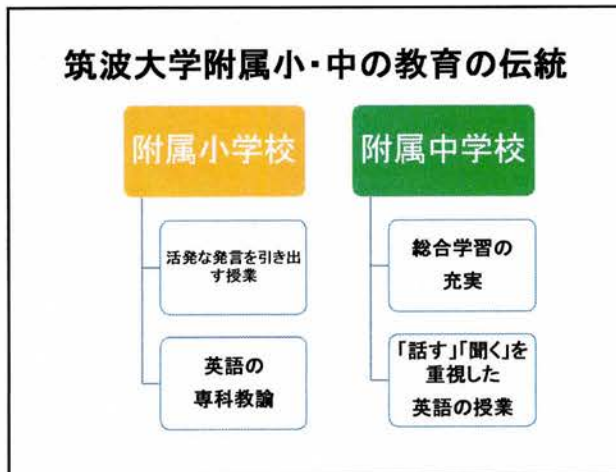 筑波大学附属小・中の教育の伝統
附属小学校
活発な発言を引き出
す授業
英語の
専科教諭
附属中学校
総合学習の
充実
「話す」「聞く」を
重視した
英語の授業